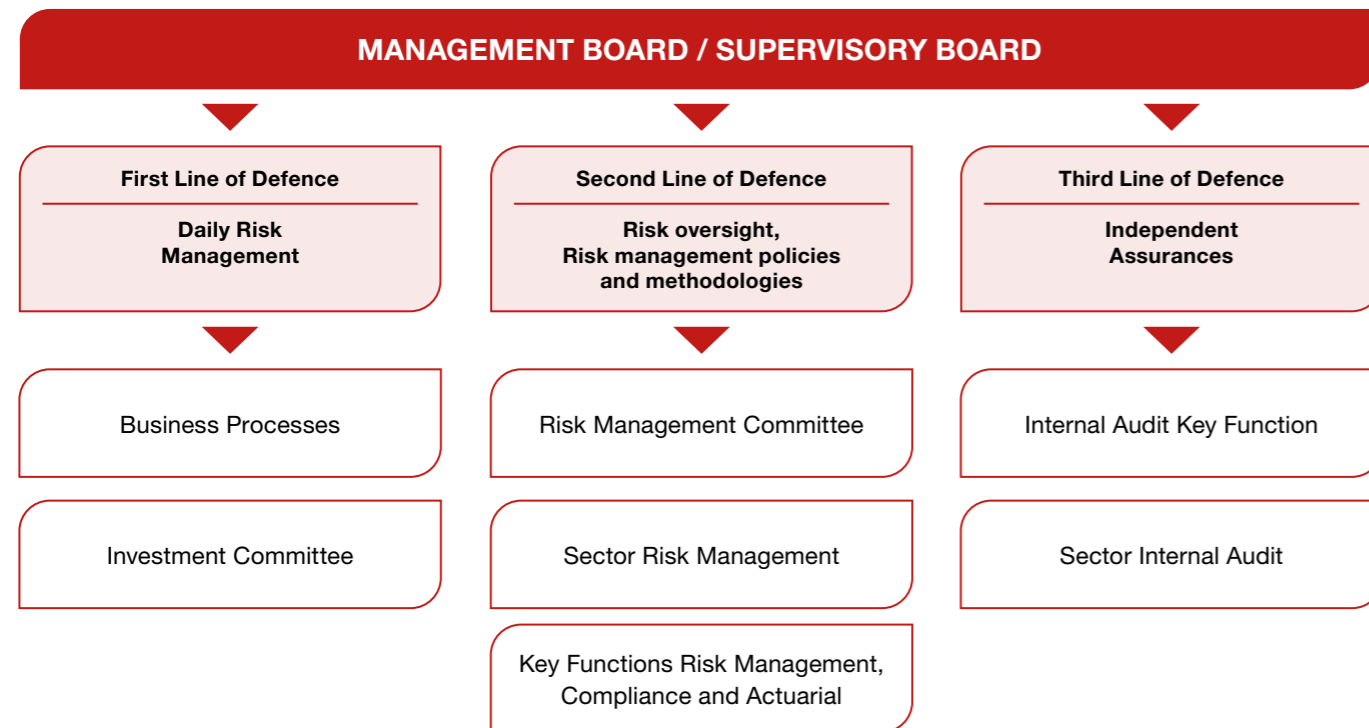 MANAGEMENT BOARD / SUPERVISORY BOARD
First Line of Defence
Daily Risk
Management
Business Processes
Investment Committee
Second Line of Defence
Risk oversight,
Risk management policies
and methodologies
Risk Management Committee
Sector Risk Management
Key Functions Risk Management,
Compliance and Actuarial
Third Line of Defence
Independent
Assurances
Internal Audit Key Function
Sector Internal Audit